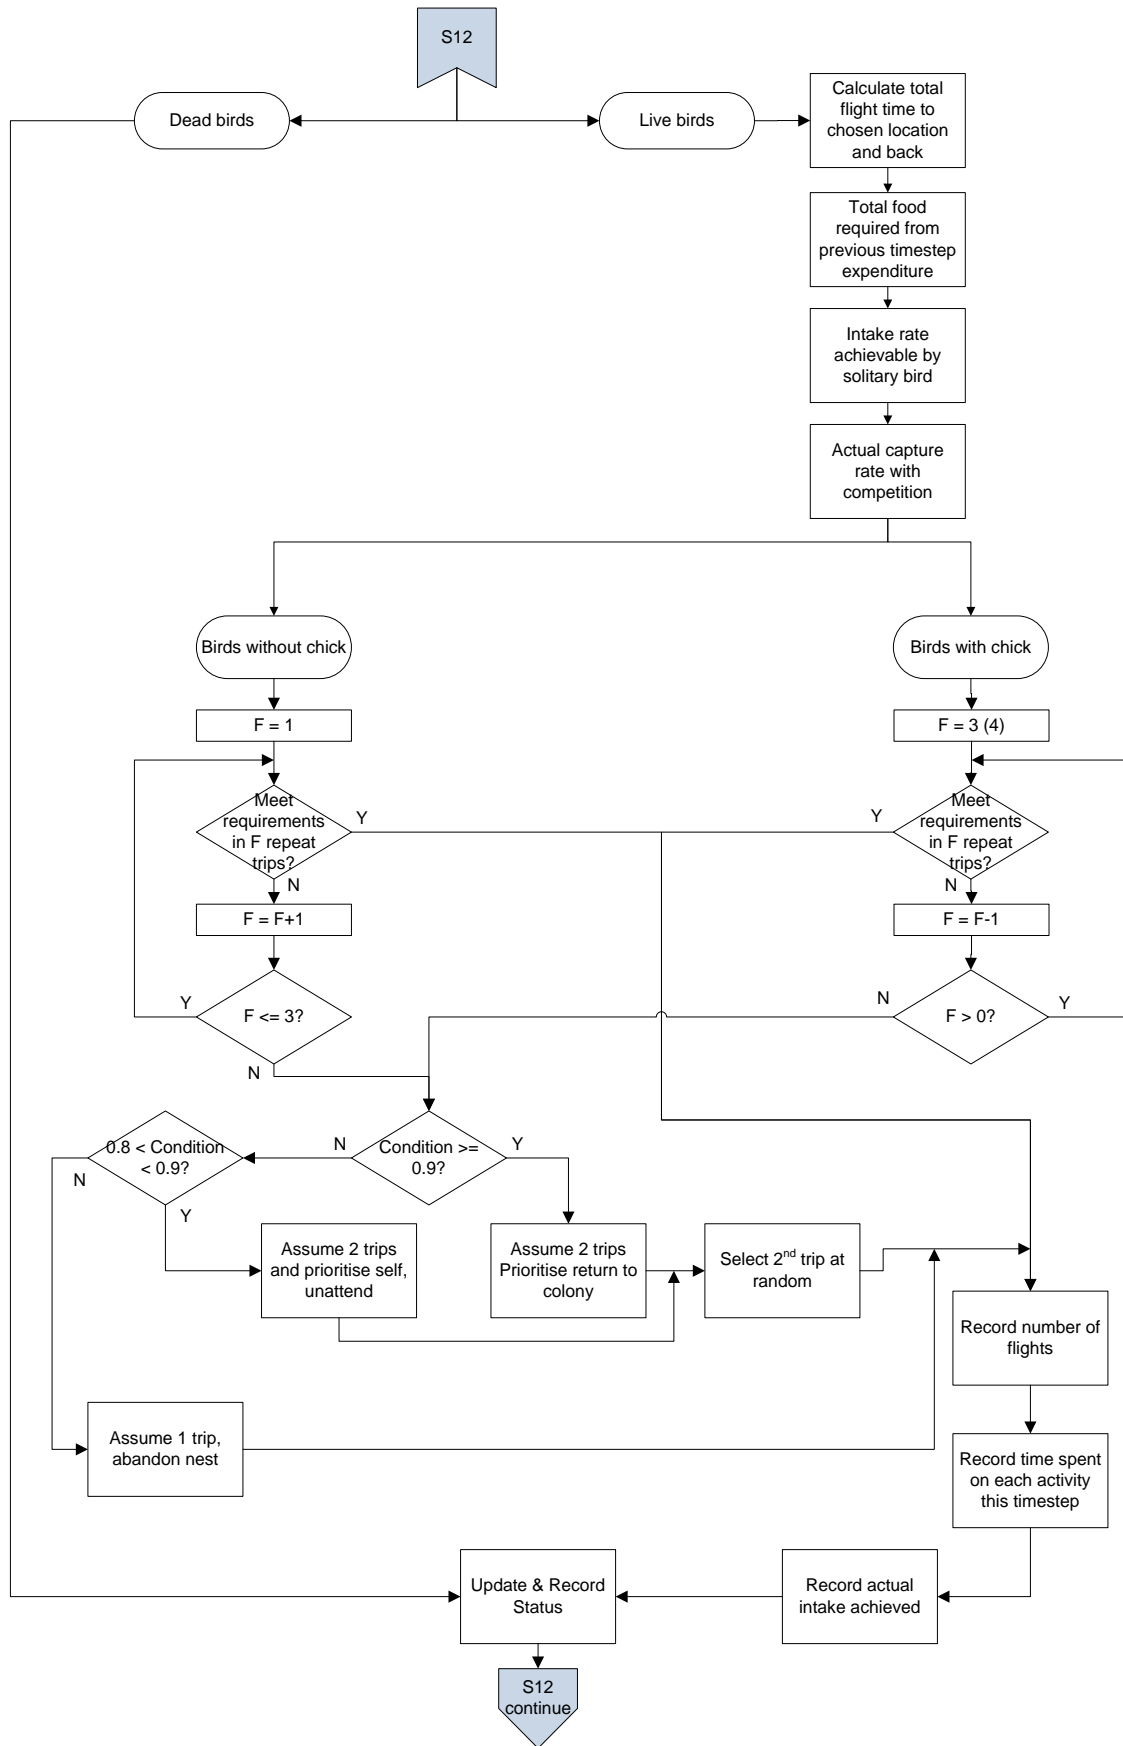 S12
Dead birds
Live birds
Calculate total
flight time to
chosen location
and back
Total food
required from
previous timestep
expenditure
Intake rate
achievable by
solitary bird
Actual capture
rate with
competition
Birds without chick
Birds with chick
F = 1
F = 3 (4)
Meet
requirements
in F repeat
trips?
Y
N
Y
Meet
requirements
in F repeat
trips?
N
F = F+1
F = F-1
Y
F <= 3?
N
N
F > 0?
Y
0.8 < Condition
< 0.9?
N
Y
N
Condition >=
0.9?
Y
Assume 2 trips
and prioritise self,
unattend
Assume 2 trips
Prioritise return to
colony
Select 2nd trip at
random
Record number of
flights
Assume 1 trip,
abandon nest
Record time spent
on each activity
this timestep
Update & Record
Status
Record actual
intake achieved
S12
continue